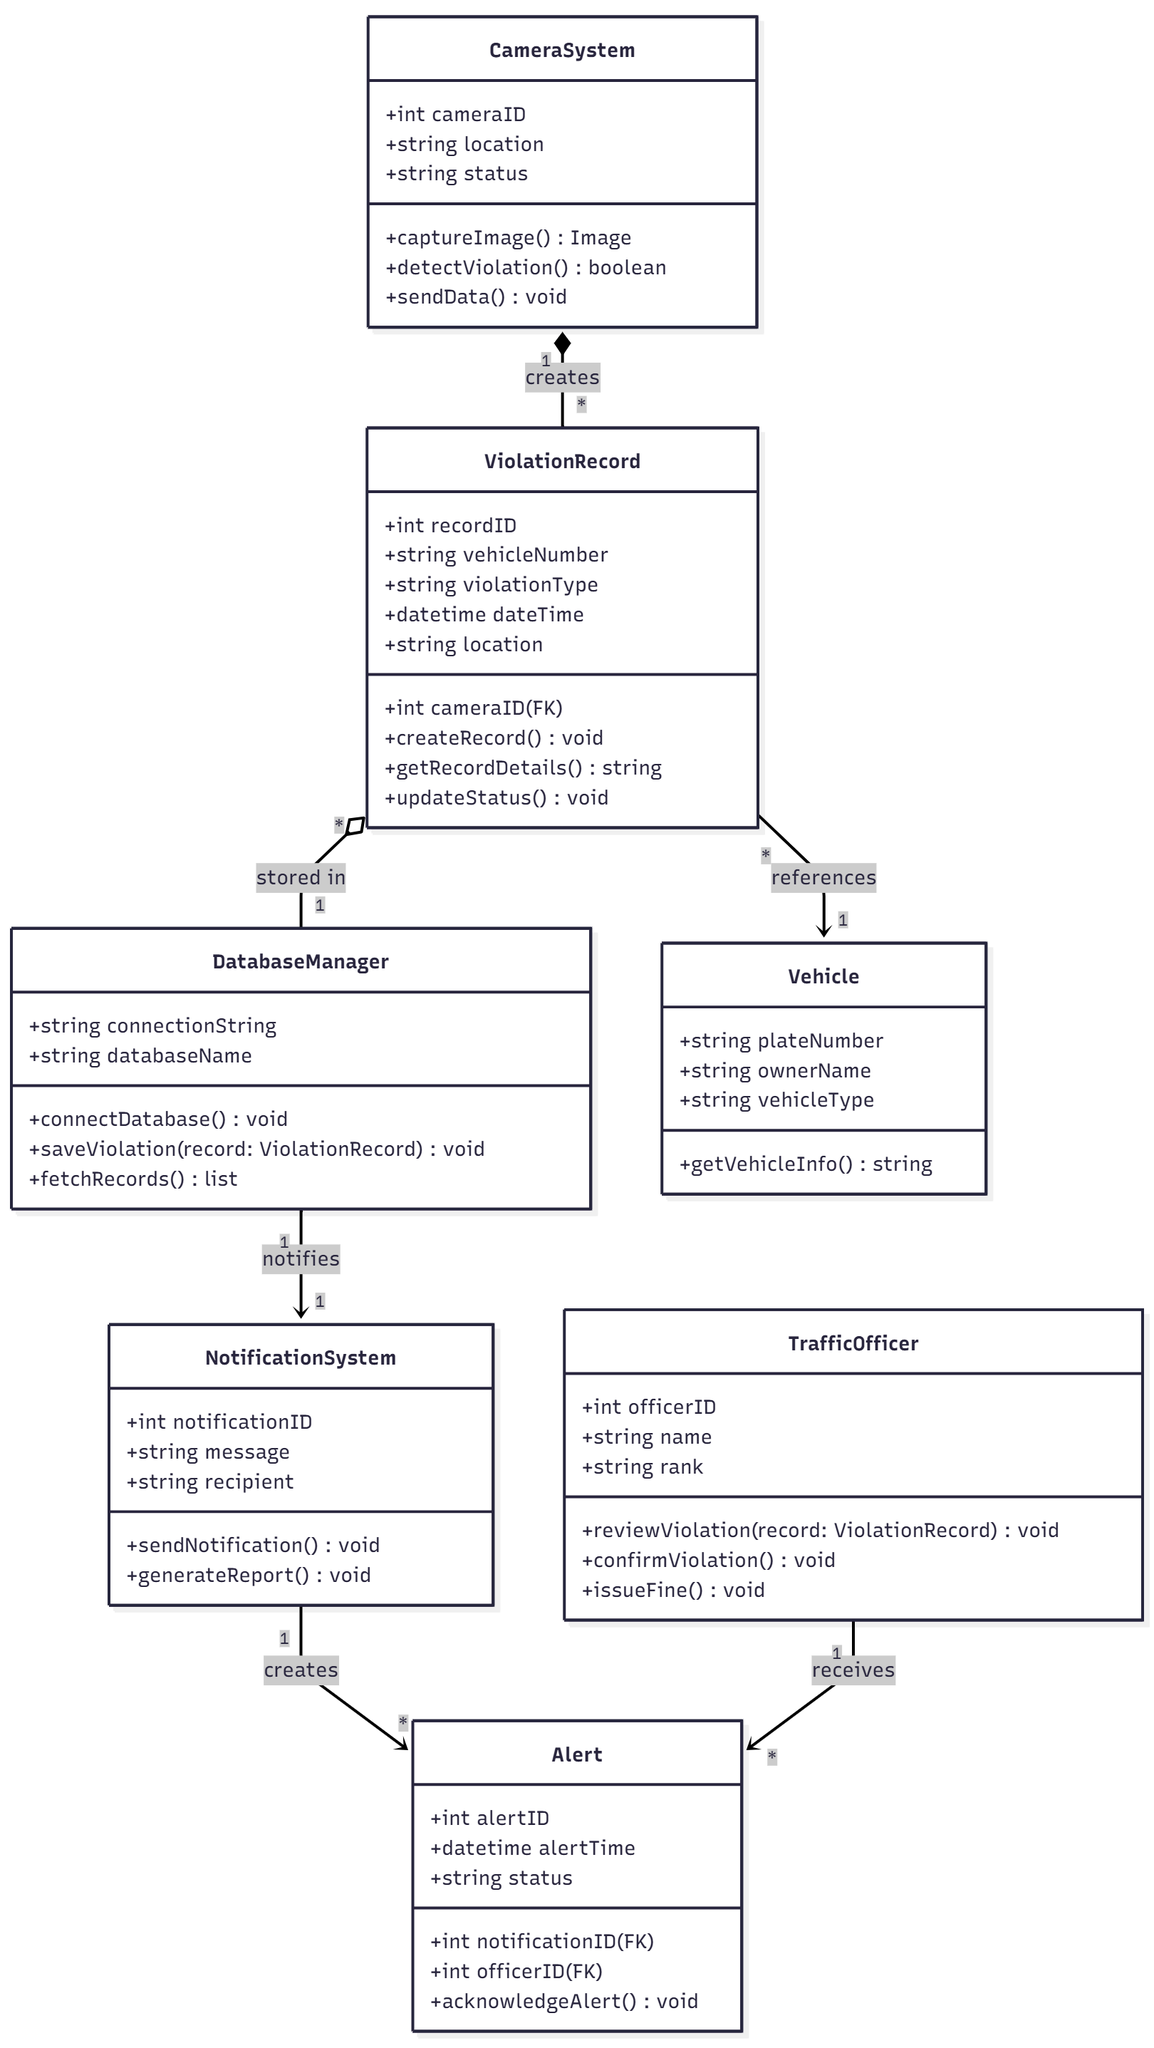 CameraSystem
+int cameraID
+string location
+string status
+captureImage() : Image
+detectViolation() : boolean
+sendData() : void
1
creates
*
ViolationRecord
+int recordID
+string vehicleNumber
+string violationType
+datetime dateTime
+string location
+int cameraID(FK)
+createRecord() : void
+getRecordDetails() : string
+updateStatus() : void
*
stored in
1
*
references
1
DatabaseManager
+string connectionString
+string databaseName
+connectDatabase() : void
+saveViolation(record: ViolationRecord) : void
+fetchRecords() : list
Vehicle
+string plateNumber
+string ownerName
+string vehicleType
+getVehicleInfo() : string
1
notifies
1
NotificationSystem
+int notificationID
+string message
+string recipient
+sendNotification() : void
+generateReport() : void
TrafficOfficer
+int officerID
+string name
+string rank
+reviewViolation(record: ViolationRecord) : void
+confirmViolation() : void
+issueFine() : void
1
creates
*
1
receives
*
Alert
+int alertID
+datetime alertTime
+string status
+int notificationID(FK)
+int officerID(FK)
+acknowledgeAlert() : void